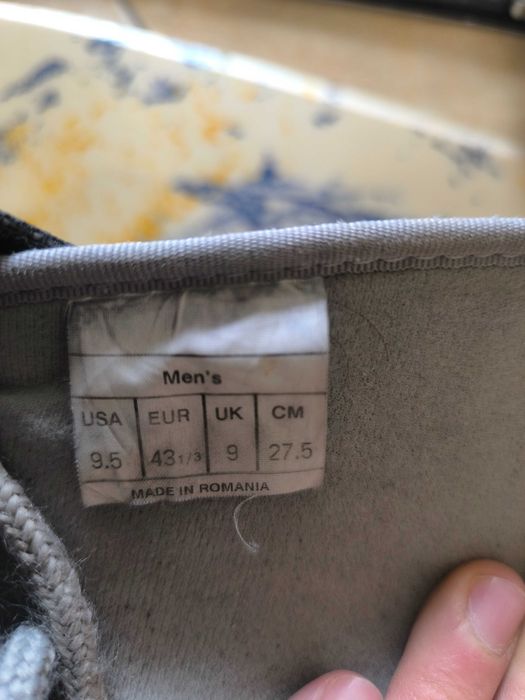 Men's
USA EUR UK CM
9.5 43 1/3 9 27.5
MADE IN ROMANIA